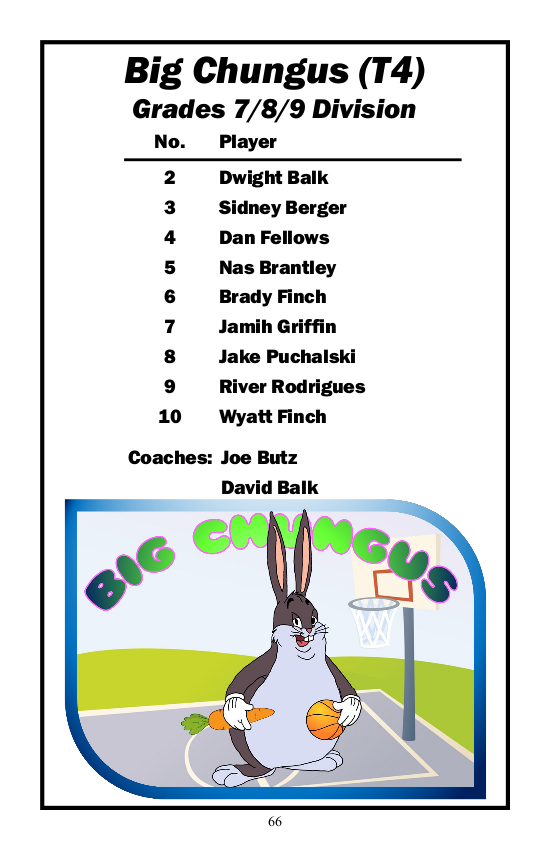 Big Chungus (T4)
Grades 7/8/9 Division
No. Player
2 Dwight Balk
3 Sidney Berger
4 Dan Fellows
5 Nas Brantley
6 Brady Finch
7 Jamih Griffin
8 Jake Puchalski
9 River Rodrigues
10 Wyatt Finch
Coaches: Joe Butz
David Balk
BIG CHUNGUS
66